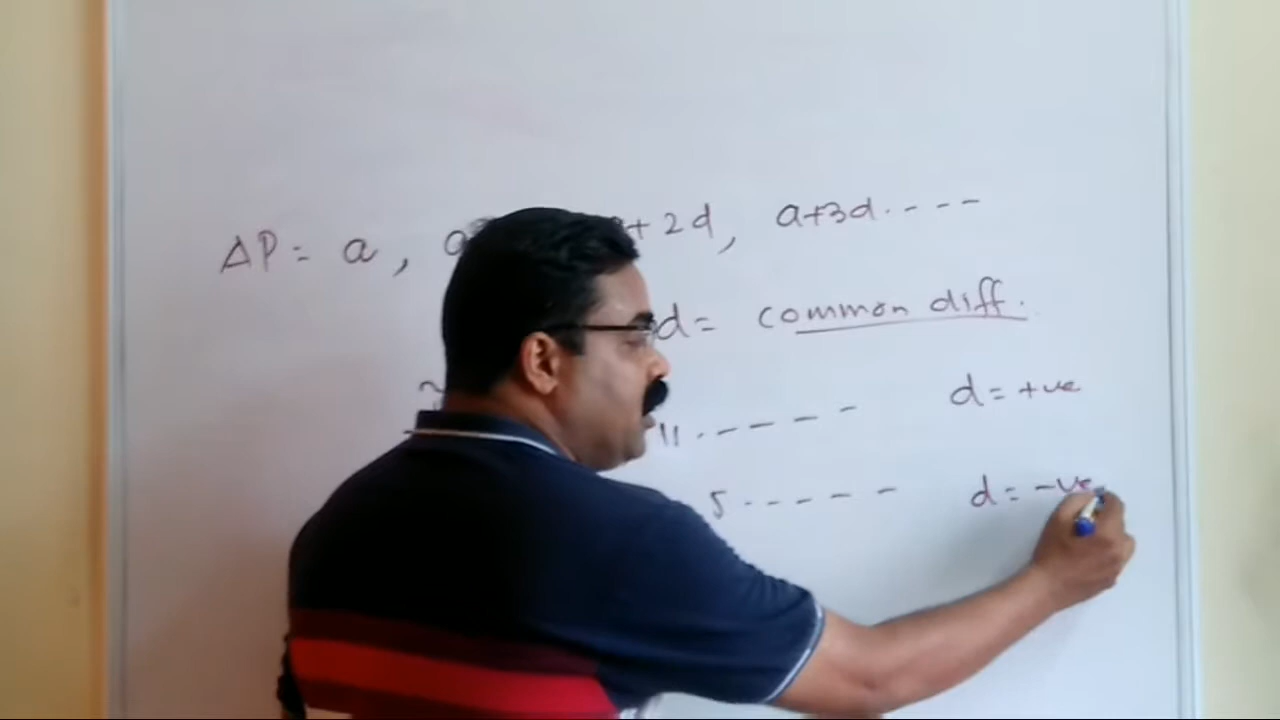 AP = a, a +2d, a+3d.----
d= common diff.
11.---- d= +ve
5.---- d= -ve